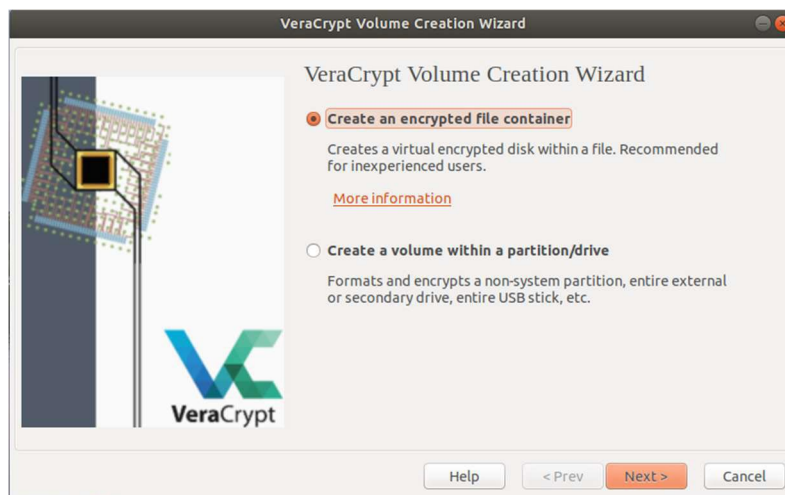 VeraCrypt Volume Creation Wizard
VeraCrypt Volume Creation Wizard
Create an encrypted file container
Creates a virtual encrypted disk within a file. Recommended
for inexperienced users.
More information
Create a volume within a partition/drive
Formats and encrypts a non-system partition, entire external
or secondary drive, entire USB stick, etc.
VeraCrypt
Help
< Prev
Next >
Cancel